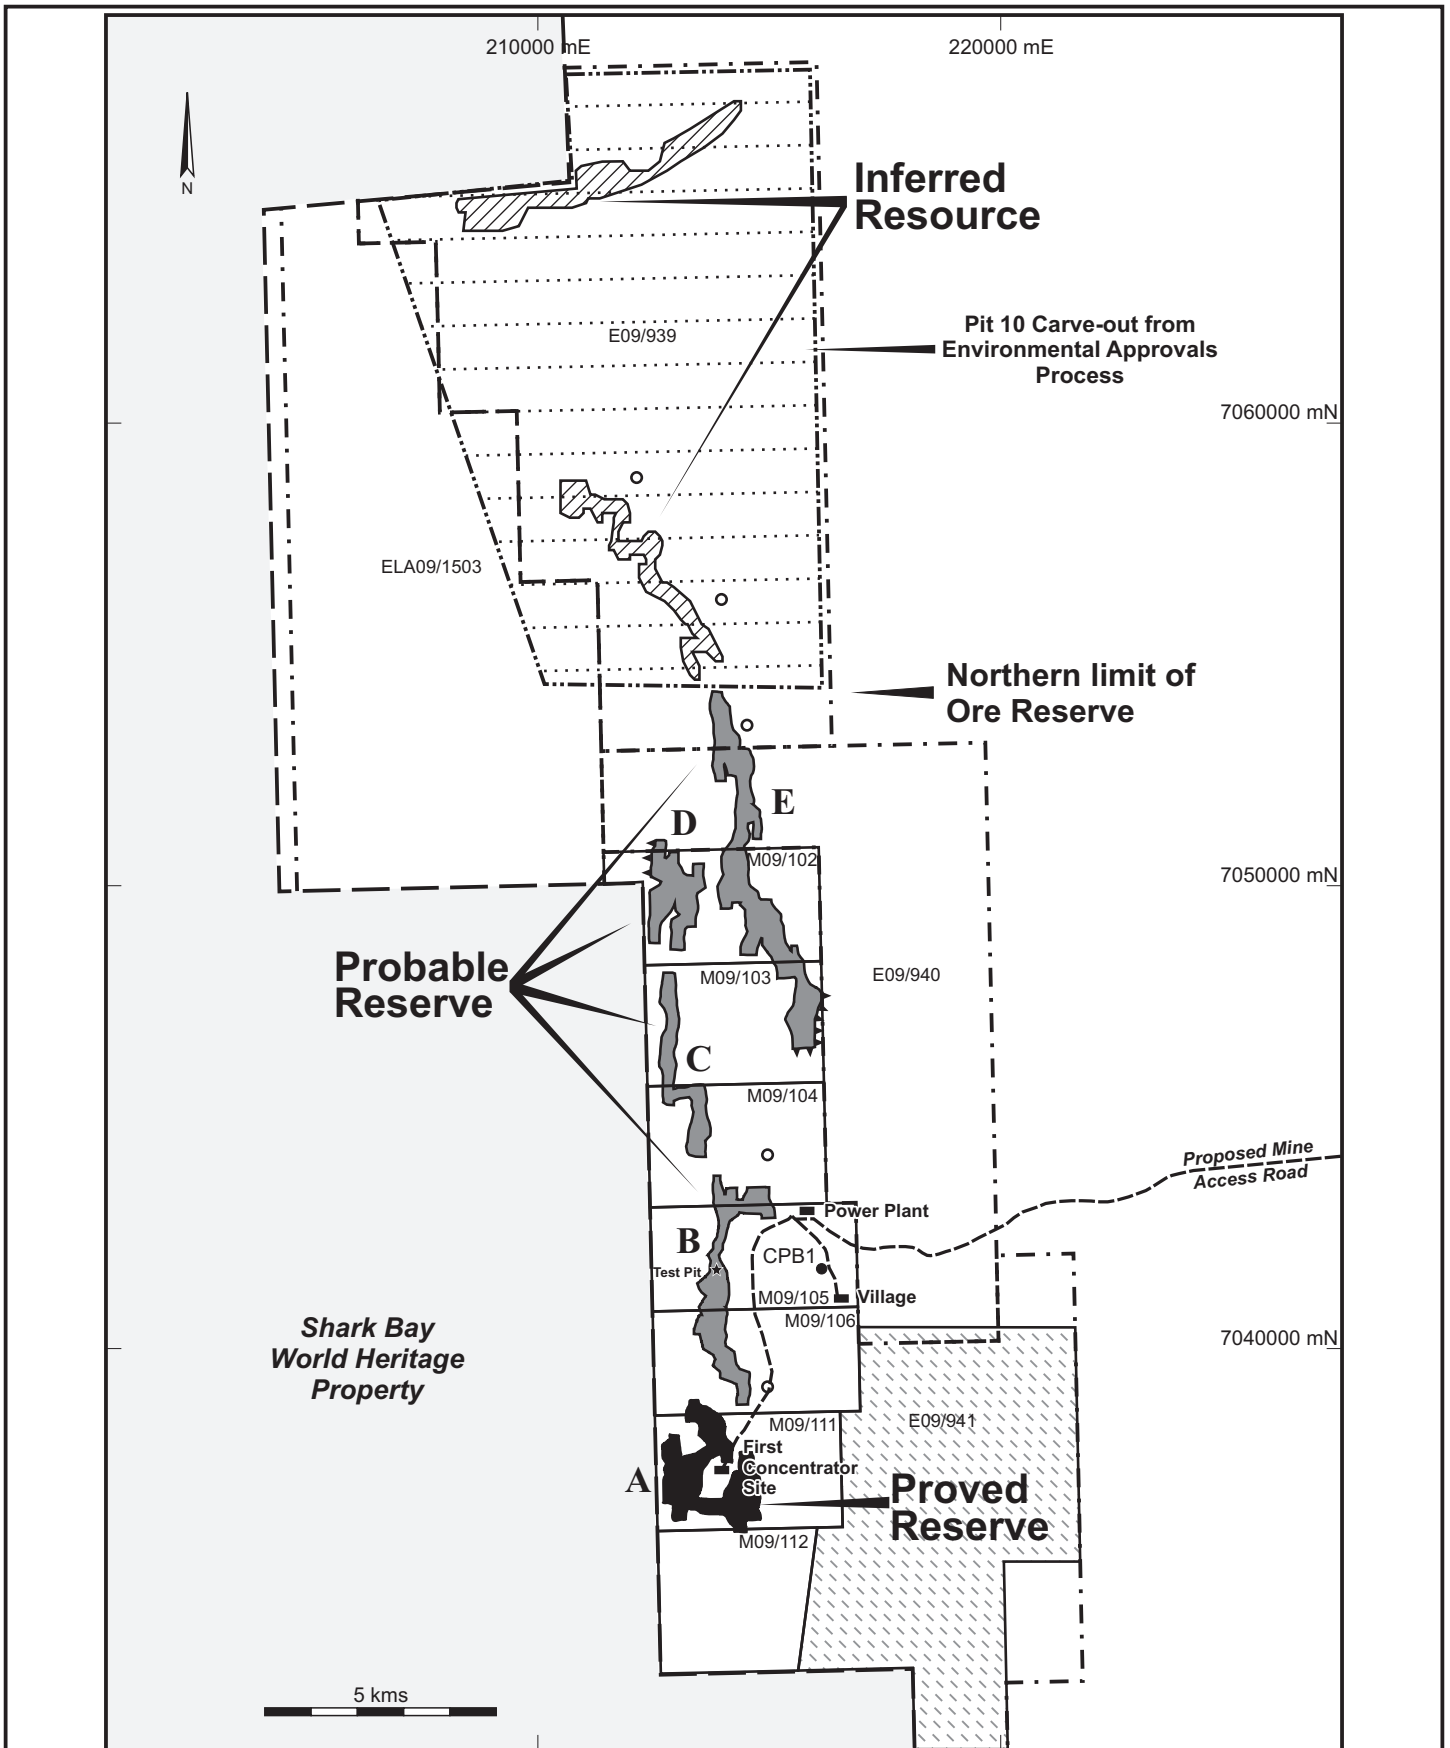 210000 mE
220000 mE
N
Inferred
Resource
E09/939
Pit 10 Carve-out from
Environmental Approvals
Process
7060000 mN
ELA09/1503
Northern limit of
Ore Reserve
E
D
M09/102
7050000 mN
Probable
Reserve
M09/103
E09/940
C
M09/104
Proposed Mine
Access Road
Power Plant
B
CPB1
Test Pit
M09/105
Village
M09/106
Shark Bay
World Heritage
Property
7040000 mN
M09/111
E09/941
First
Concentrator
Site
A
Proved
Reserve
M09/112
5 kms